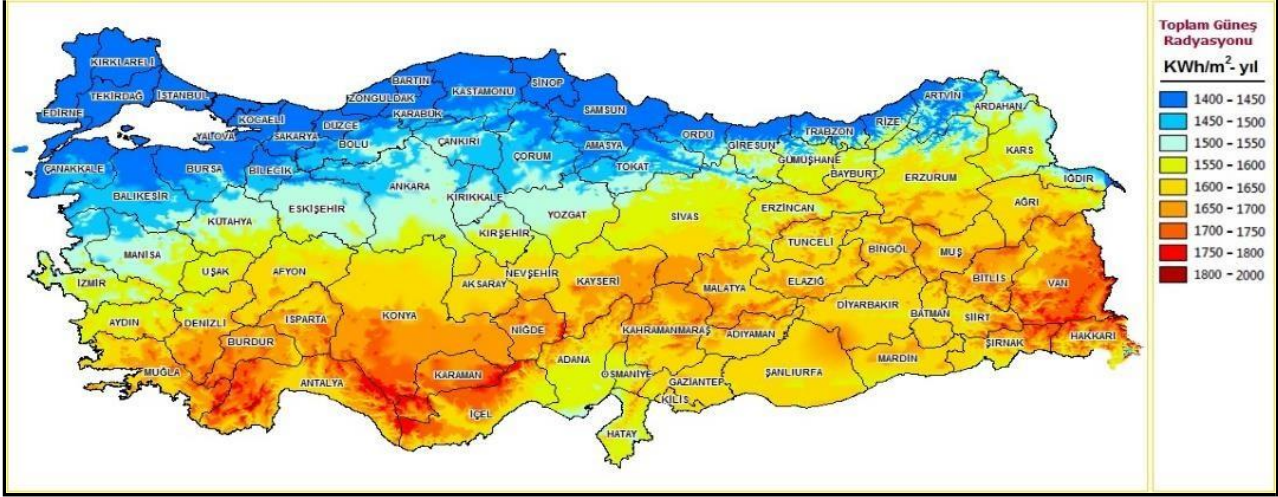 Toplam Güneş
Radyasyonu
KWh/m²- yıl
1400 - 1450
1450 - 1500
1500 - 1550
1550 - 1600
1600 - 1650
1650 - 1700
1700 - 1750
1750 - 1800
1800 - 2000
KIRKLARELİ
EDİRNE
TEKİRDAĞ
İSTANBUL
KOCAELİ
YALOVA
SAKARYA
DÜZCE
BOLU
ZONGULDAK
BARTIN
KARABÜK
KASTAMONU
SİNOP
SAMSUN
ORDU
GİRESUN
TRABZON
RİZE
ARTVİN
ARDAHAN
ÇANAKKALE
BURSA
BİLECİK
ÇANKIRI
ÇORUM
AMASYA
TOKAT
GÜMÜŞHANE
BAYBURT
ERZURUM
KARS
IĞDIR
BALIKESİR
KÜTAHYA
ESKİŞEHİR
ANKARA
KIRIKKALE
YOZGAT
SİVAS
ERZİNCAN
AĞRI
MANİSA
KIRŞEHİR
TUNCELİ
BİNGÖL
MUŞ
İZMİR
UŞAK
AFYON
AKSARAY
NEVŞEHİR
KAYSERİ
MALATYA
ELAZIĞ
BİTLİS
VAN
AYDIN
DENİZLİ
ISPARTA
BURDUR
KONYA
NİĞDE
KAHRAMANMARAŞ
ADIYAMAN
DİYARBAKIR
BATMAN
SİİRT
ŞIRNAK
HAKKARİ
MUĞLA
ANTALYA
KARAMAN
İÇEL
ADANA
OSMANİYE
GAZİANTEP
KİLİS
ŞANLIURFA
MARDİN
HATAY